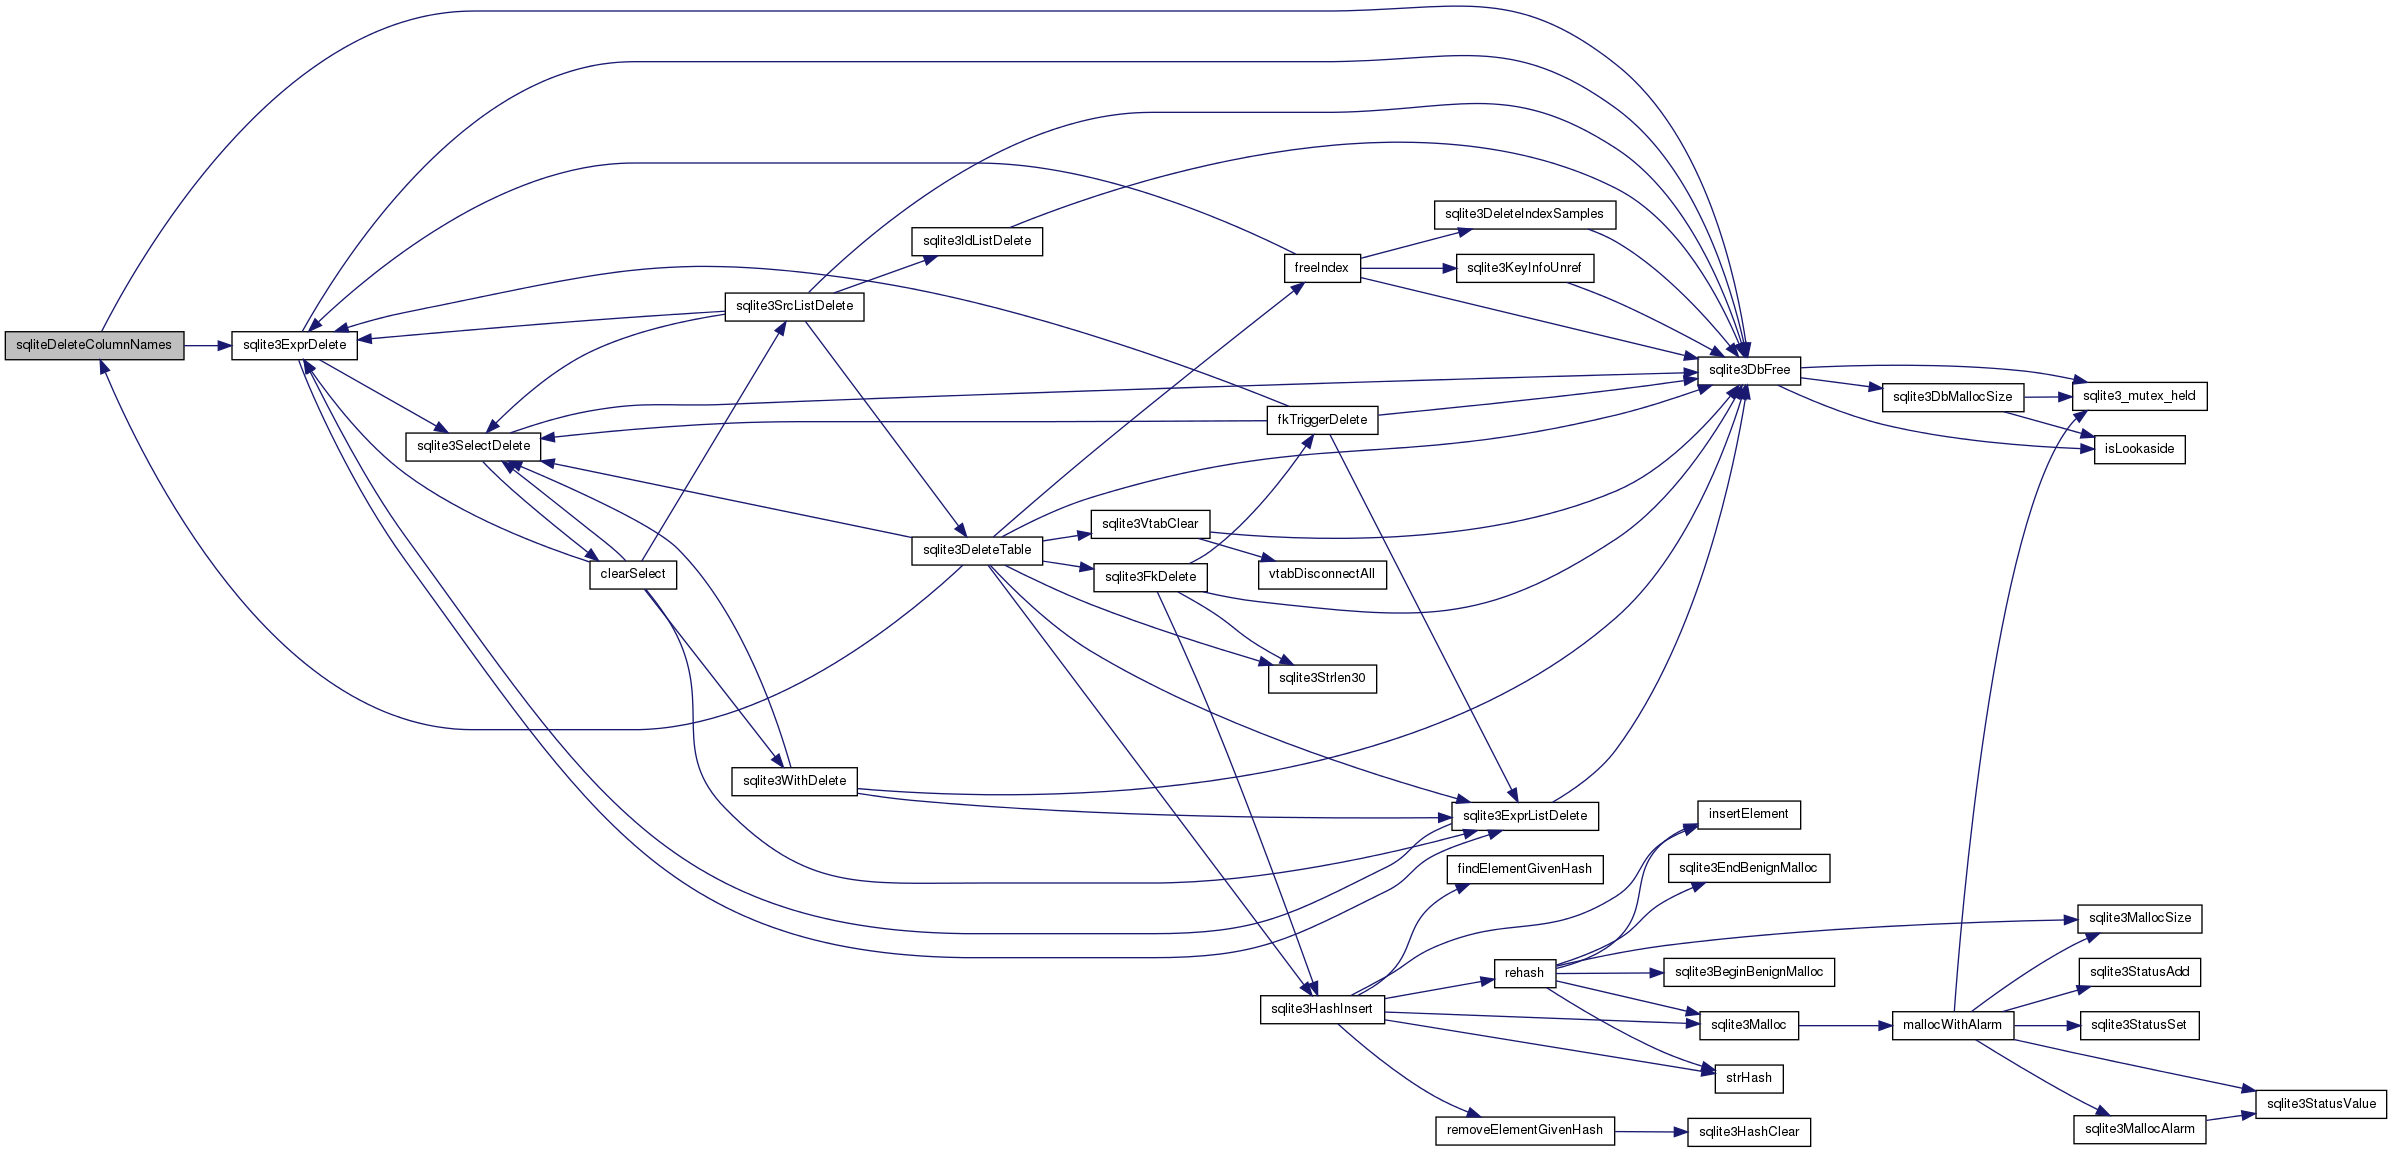 sqliteDeleteColumnNames
sqlite3ExprDelete
sqlite3SelectDelete
clearSelect
sqlite3SrcListDelete
sqlite3WithDelete
sqlite3IdListDelete
sqlite3DeleteTable
sqlite3VtabClear
sqlite3FkDelete
freeIndex
fkTriggerDelete
vtabDisconnectAll
sqlite3Strlen30
sqlite3HashInsert
sqlite3DeleteIndexSamples
sqlite3KeyInfoUnref
sqlite3ExprListDelete
findElementGivenHash
rehash
removeElementGivenHash
sqlite3DbFree
insertElement
sqlite3EndBenignMalloc
sqlite3BeginBenignMalloc
sqlite3Malloc
strHash
sqlite3HashClear
sqlite3DbMallocSize
mallocWithAlarm
sqlite3_mutex_held
isLookaside
sqlite3MallocSize
sqlite3StatusAdd
sqlite3StatusSet
sqlite3MallocAlarm
sqlite3StatusValue